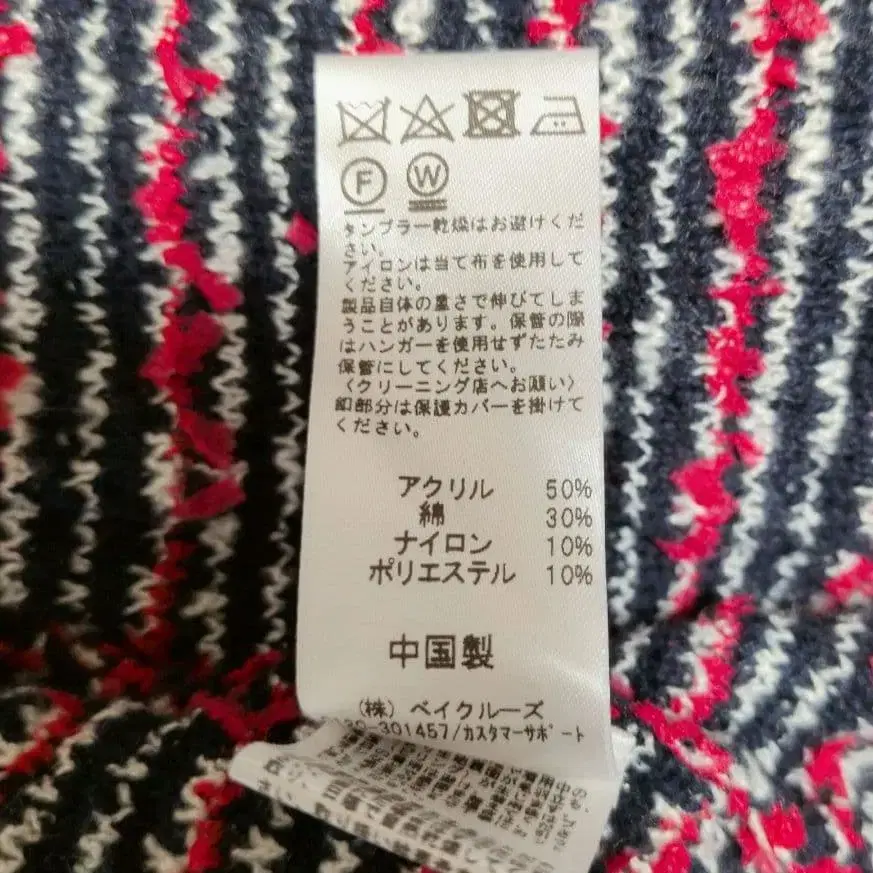 F W
タンブラー乾燥はお避けくだ
さい。
アイロンは当て布を使用して
ください。
製品自体の重さで伸びてしま
うことがあります。保管の際
はハンガーを使用せずたたみ
保管にしてください。
〈クリーニング店へお願い〉
釦部分は保護カバーを掛けて
ください。
アクリル 50%
綿 30%
ナイロン 10%
ポリエステル 10%
中国製
(株) ベイクルーズ
-301457/カスタマーサポート